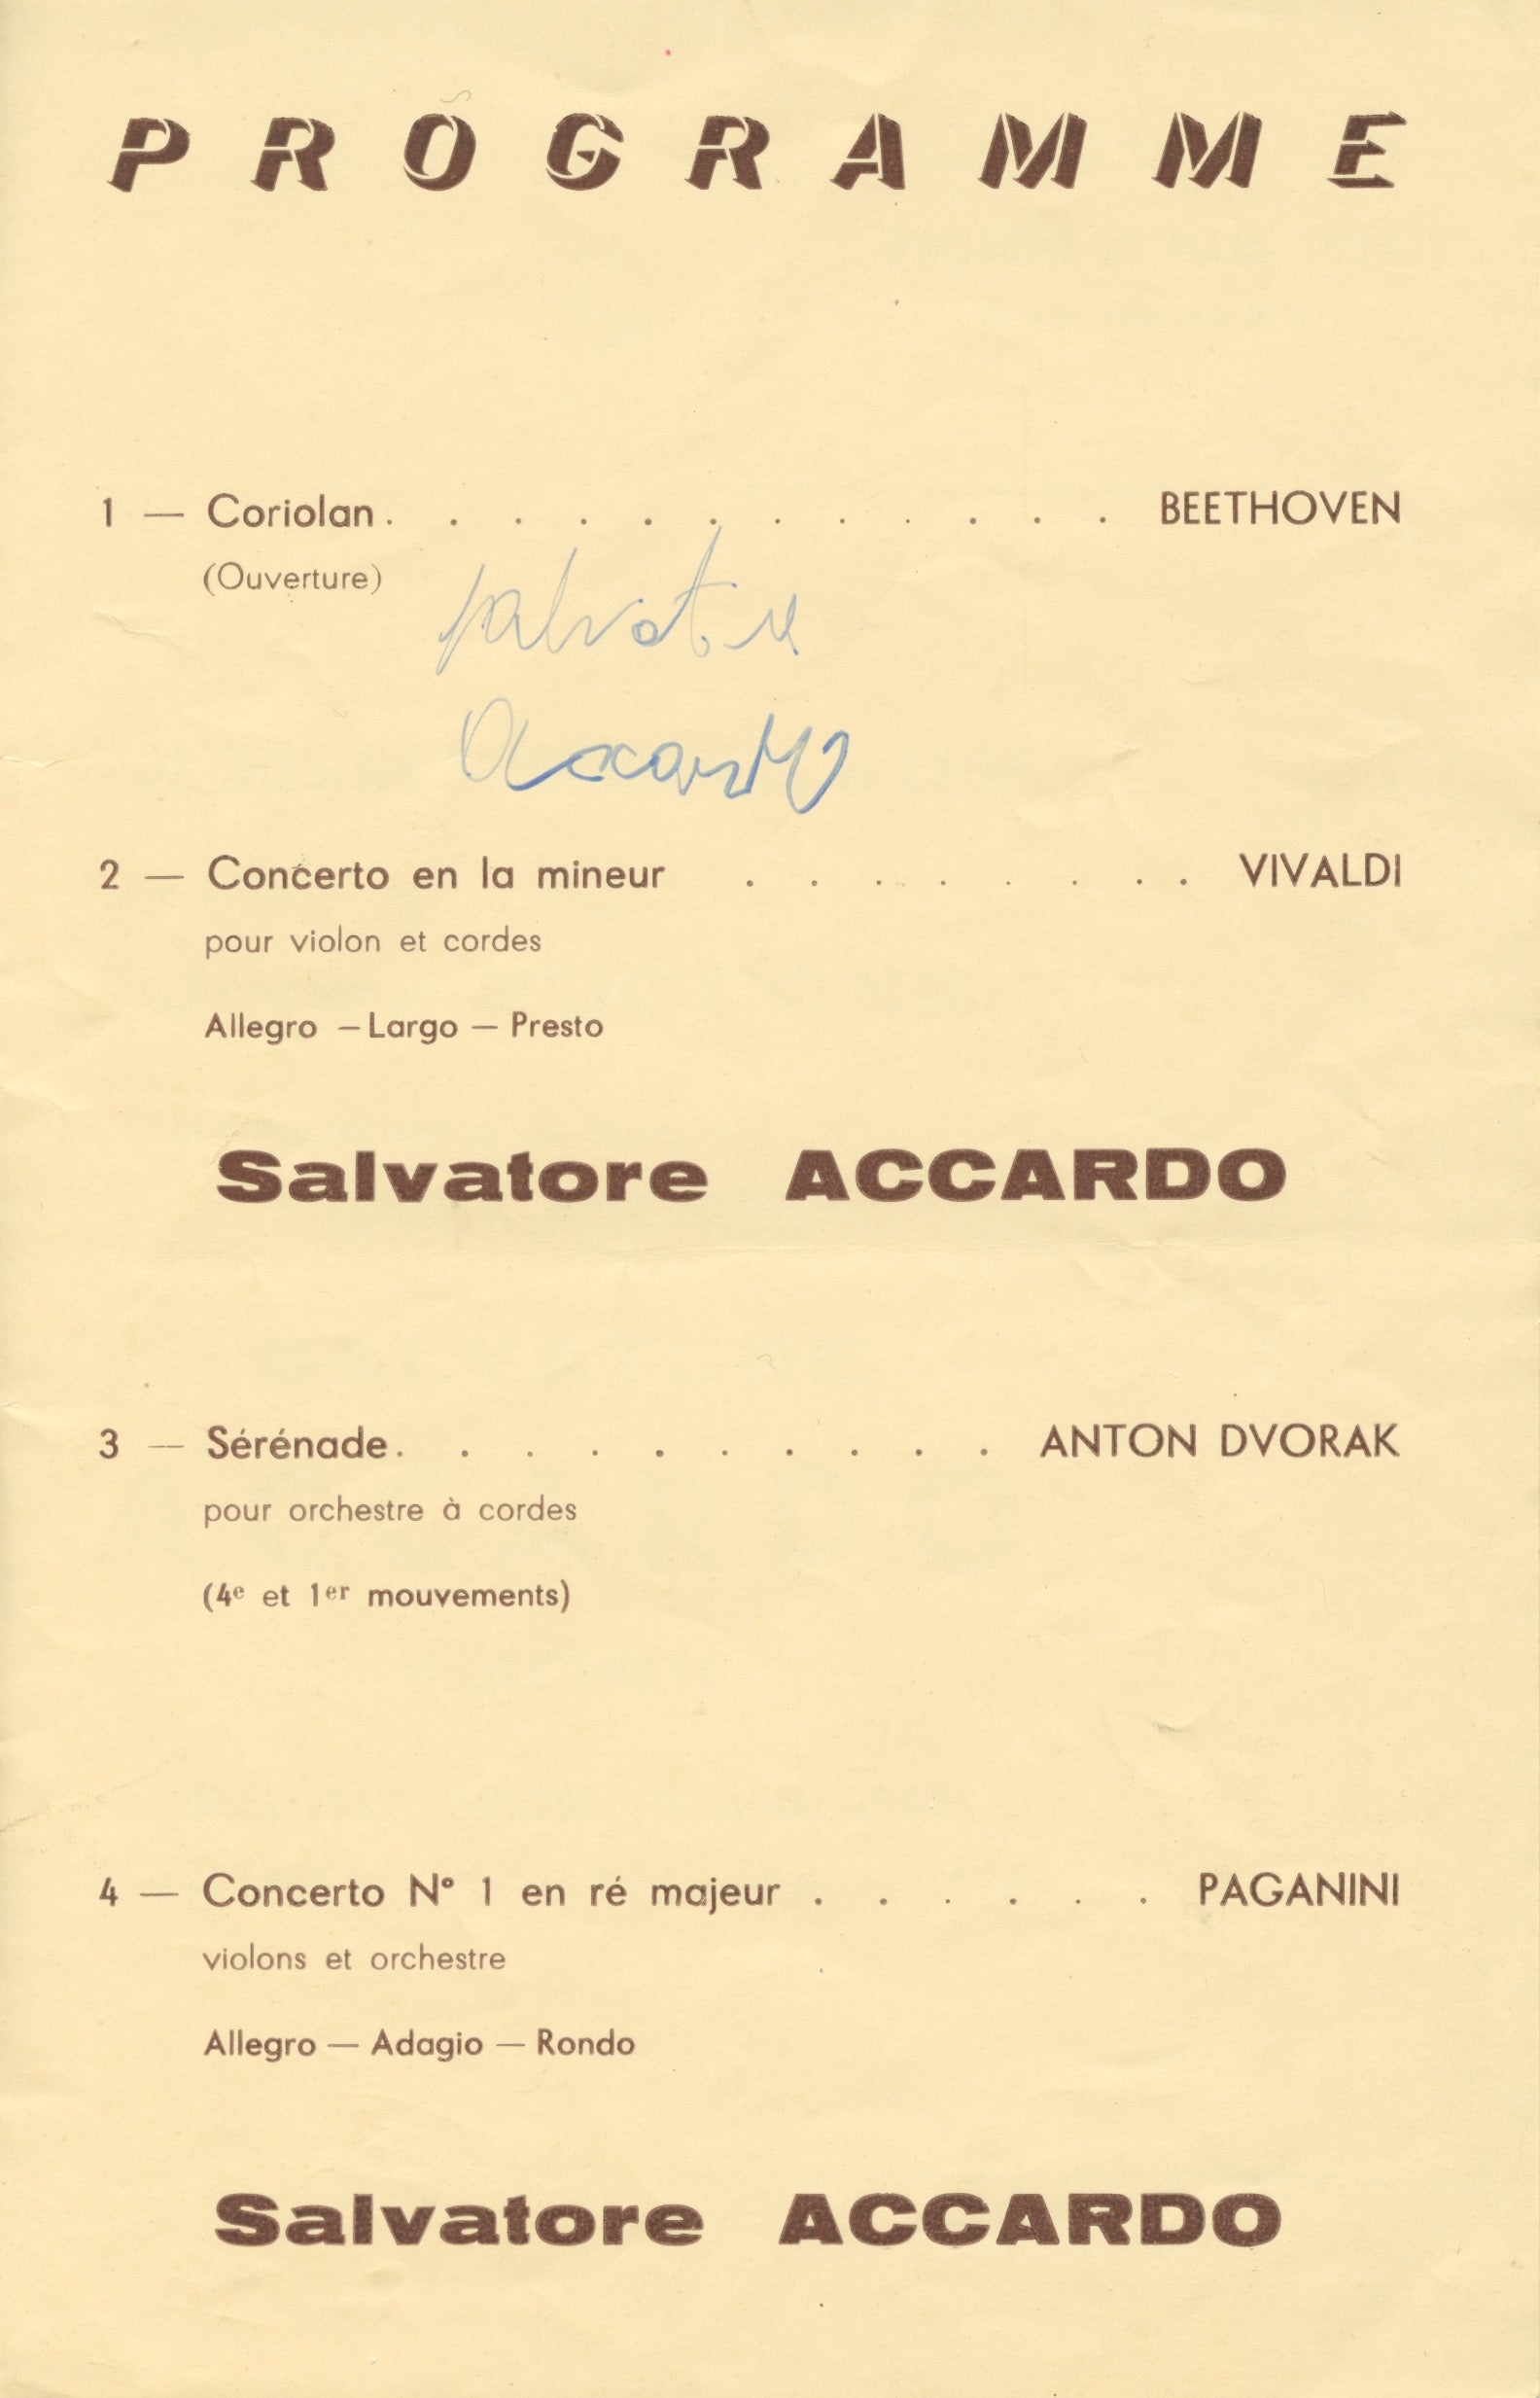 PROGRAMME
1 — Coriolan . . . . . . . . . . . . BEETHOVEN
(Ouverture)
Salvatore
Accardo
2 — Concerto en la mineur . . . . . . . . VIVALDI
pour violon et cordes
Allegro — Largo — Presto
Salvatore ACCARDO
3 — Sérénade . . . . . . . . . . ANTON DVORAK
pour orchestre à cordes
(4e et 1er mouvements)
4 — Concerto N° 1 en ré majeur . . . . . . PAGANINI
violons et orchestre
Allegro — Adagio — Rondo
Salvatore ACCARDO